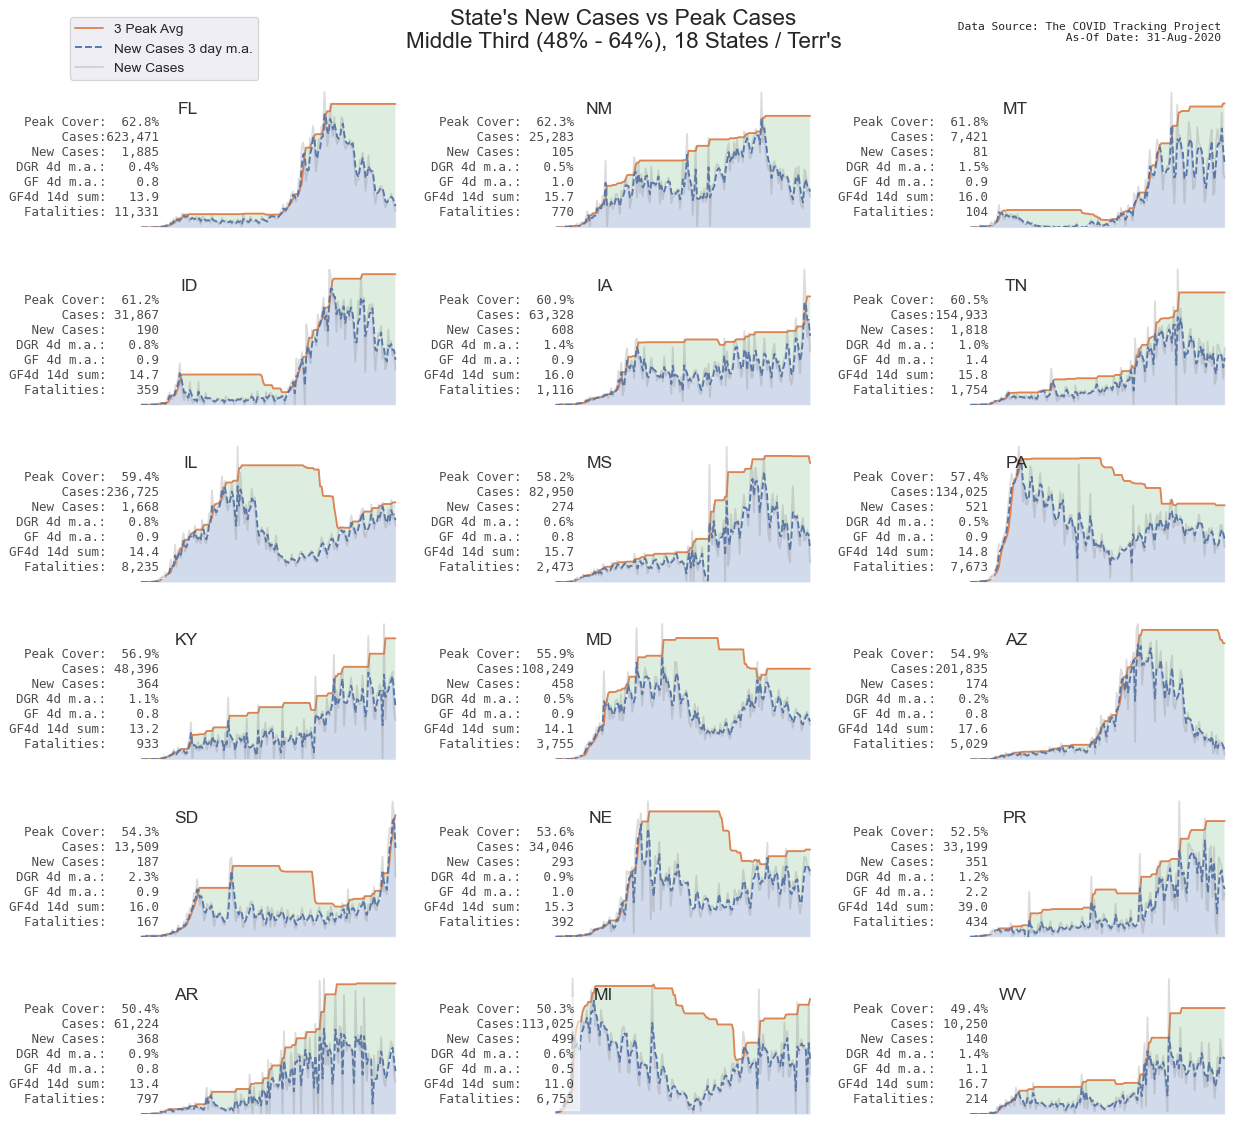 State's New Cases vs Peak Cases
Middle Third (48% - 64%), 18 States / Terr's
3 Peak Avg
New Cases 3 day m.a.
New Cases
Data Source: The COVID Tracking Project
As-Of Date: 31-Aug-2020
FL
Peak Cover: 62.8%
Cases:623,471
New Cases: 1,885
DGR 4d m.a.: 0.4%
GF 4d m.a.: 0.8
GF4d 14d sum: 13.9
Fatalities: 11,331
NM
Peak Cover: 62.3%
Cases: 25,283
New Cases: 105
DGR 4d m.a.: 0.5%
GF 4d m.a.: 1.0
GF4d 14d sum: 15.7
Fatalities: 770
MT
Peak Cover: 61.8%
Cases: 7,421
New Cases: 81
DGR 4d m.a.: 1.5%
GF 4d m.a.: 0.9
GF4d 14d sum: 16.0
Fatalities: 104
ID
Peak Cover: 61.2%
Cases: 31,867
New Cases: 190
DGR 4d m.a.: 0.8%
GF 4d m.a.: 0.9
GF4d 14d sum: 14.7
Fatalities: 359
IA
Peak Cover: 60.9%
Cases: 63,328
New Cases: 608
DGR 4d m.a.: 1.4%
GF 4d m.a.: 0.9
GF4d 14d sum: 16.0
Fatalities: 1,116
TN
Peak Cover: 60.5%
Cases:154,933
New Cases: 1,818
DGR 4d m.a.: 1.0%
GF 4d m.a.: 1.4
GF4d 14d sum: 15.8
Fatalities: 1,754
IL
Peak Cover: 59.4%
Cases:236,725
New Cases: 1,668
DGR 4d m.a.: 0.8%
GF 4d m.a.: 0.9
GF4d 14d sum: 14.4
Fatalities: 8,235
MS
Peak Cover: 58.2%
Cases: 82,950
New Cases: 274
DGR 4d m.a.: 0.6%
GF 4d m.a.: 0.8
GF4d 14d sum: 15.7
Fatalities: 2,473
PA
Peak Cover: 57.4%
Cases:134,025
New Cases: 521
DGR 4d m.a.: 0.5%
GF 4d m.a.: 0.9
GF4d 14d sum: 14.8
Fatalities: 7,673
KY
Peak Cover: 56.9%
Cases: 48,396
New Cases: 364
DGR 4d m.a.: 1.1%
GF 4d m.a.: 0.8
GF4d 14d sum: 13.2
Fatalities: 933
MD
Peak Cover: 55.9%
Cases:108,249
New Cases: 458
DGR 4d m.a.: 0.5%
GF 4d m.a.: 0.9
GF4d 14d sum: 14.1
Fatalities: 3,755
AZ
Peak Cover: 54.9%
Cases:201,835
New Cases: 174
DGR 4d m.a.: 0.2%
GF 4d m.a.: 0.8
GF4d 14d sum: 17.6
Fatalities: 5,029
SD
Peak Cover: 54.3%
Cases: 13,509
New Cases: 187
DGR 4d m.a.: 2.3%
GF 4d m.a.: 0.9
GF4d 14d sum: 16.0
Fatalities: 167
NE
Peak Cover: 53.6%
Cases: 34,046
New Cases: 293
DGR 4d m.a.: 0.9%
GF 4d m.a.: 1.0
GF4d 14d sum: 15.3
Fatalities: 392
PR
Peak Cover: 52.5%
Cases: 33,199
New Cases: 351
DGR 4d m.a.: 1.2%
GF 4d m.a.: 2.2
GF4d 14d sum: 39.0
Fatalities: 434
AR
Peak Cover: 50.4%
Cases: 61,224
New Cases: 368
DGR 4d m.a.: 0.9%
GF 4d m.a.: 0.8
GF4d 14d sum: 13.4
Fatalities: 797
MI
Peak Cover: 50.3%
Cases:113,025
New Cases: 499
DGR 4d m.a.: 0.6%
GF 4d m.a.: 0.5
GF4d 14d sum: 11.0
Fatalities: 6,753
WV
Peak Cover: 49.4%
Cases: 10,250
New Cases: 140
DGR 4d m.a.: 1.4%
GF 4d m.a.: 1.1
GF4d 14d sum: 16.7
Fatalities: 214